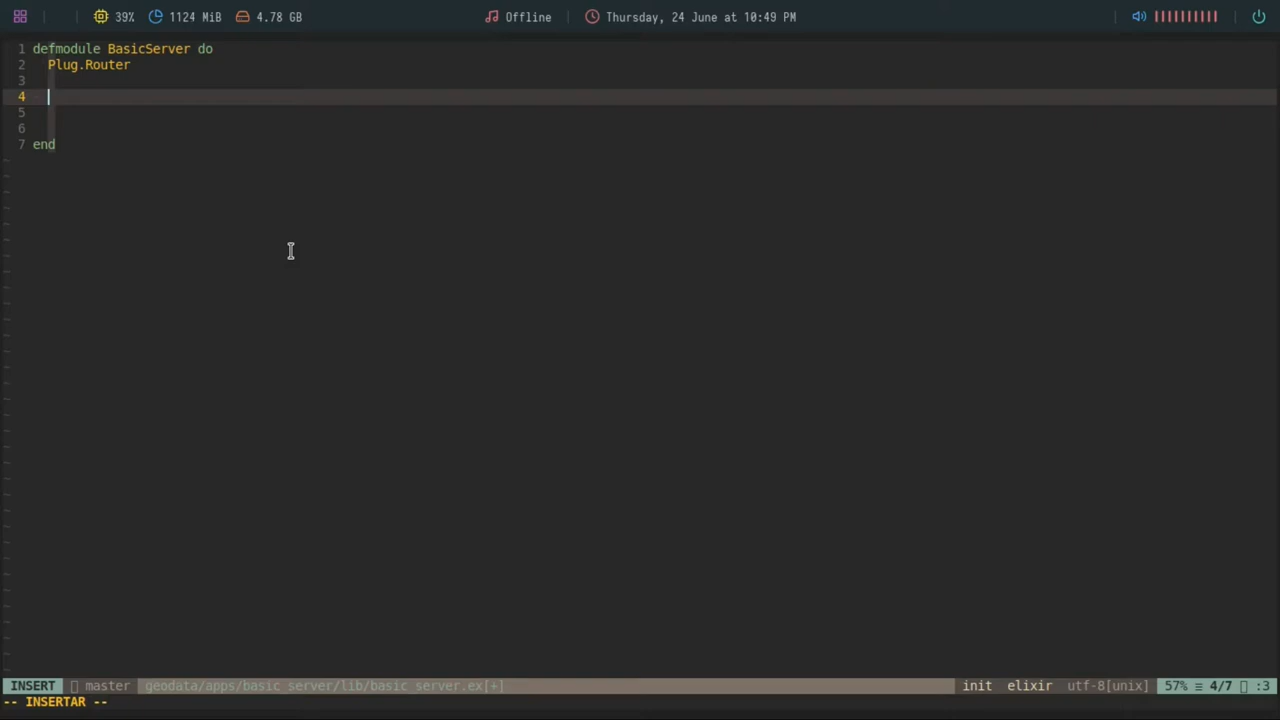 39% 1124 MiB 4.78 GB Offline Thursday, 24 June at 10:49 PM
1 defmodule BasicServer do
2 Plug.Router
3
4
5
6
7 end
INSERT master geodata/apps/basic_server/lib/basic_server.ex[+] init elixir utf-8[unix] 57% ≡ 4/7 :3
-- INSERTAR --